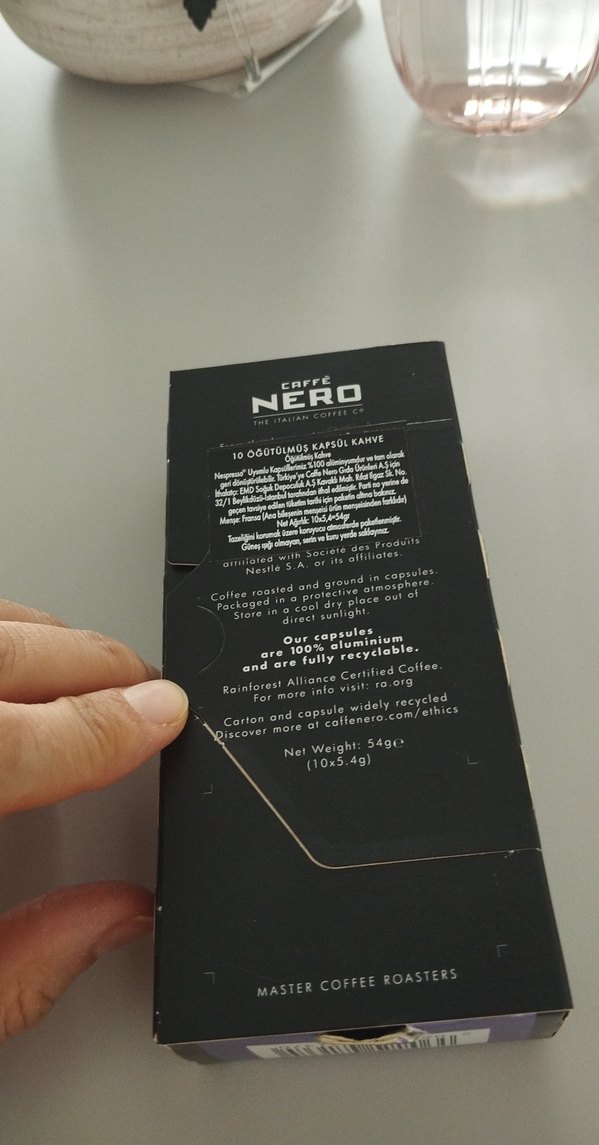 CAFFÈ
NERO
THE ITALIAN COFFEE Cº
10 ÖĞÜTÜLMÜŞ KAPSÜL KAHVE
Öğütülmüş Kahve
Nespresso® Uyumlu Kapsüllerimiz %100 alüminyumdur ve tam olarak
geri dönüştürülebilir. Türkiye'ye Caffe Nero Gıda Ürünleri A.Ş için
İthalatçı: EMD Soğuk Depoculuk A.Ş Kavaklı Mah. Rıfat Ilgaz Sk. No.
32/1 Beylikdüzü-İstanbul tarafından ithal edilmiştir. Parti no yerine de
geçen tavsiye edilen tüketim tarihi için paketin altına bakınız.
Menşe: Fransa (Ana bileşenin menşeisi ürün menşeisinden farklıdır)
Net Ağırlık: 10x5,4=54gr
Tazeliğini korumak üzere koruyucu atmosferde paketlenmiştir.
Güneş ışığı olmayan, serin ve kuru yerde saklayınız.
affiliated with Société des Produits
Nestlé S.A. or its affiliates.
Coffee roasted and ground in capsules.
Packaged in a protective atmosphere.
Store in a cool dry place out of
direct sunlight.
Our capsules
are 100% aluminium
and are fully recyclable.
Rainforest Alliance Certified Coffee.
For more info visit: ra.org
Carton and capsule widely recycled
Discover more at caffenero.com/ethics
Net Weight: 54g℮
(10x5.4g)
MASTER COFFEE ROASTERS